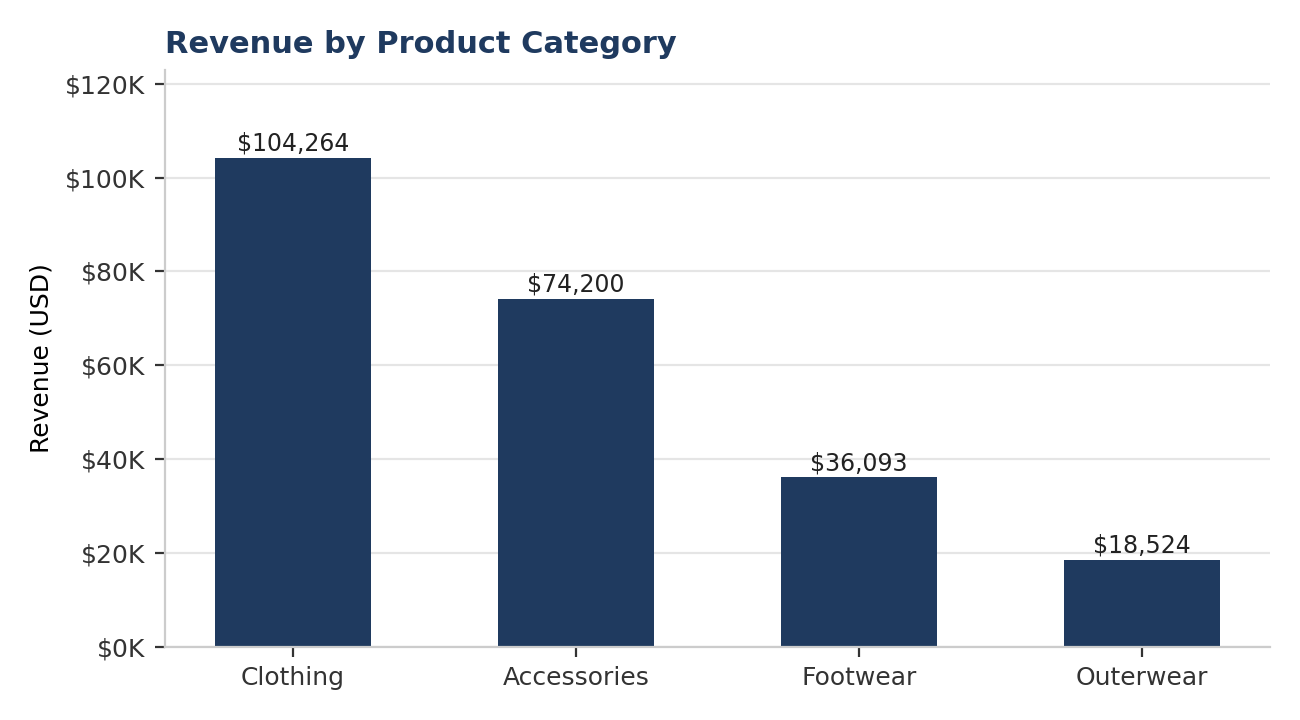 Revenue by Product Category
$120K
$100K
$80K
$60K
$40K
$20K
$0K
Revenue (USD)
$104,264
$74,200
$36,093
$18,524
Clothing
Accessories
Footwear
Outerwear